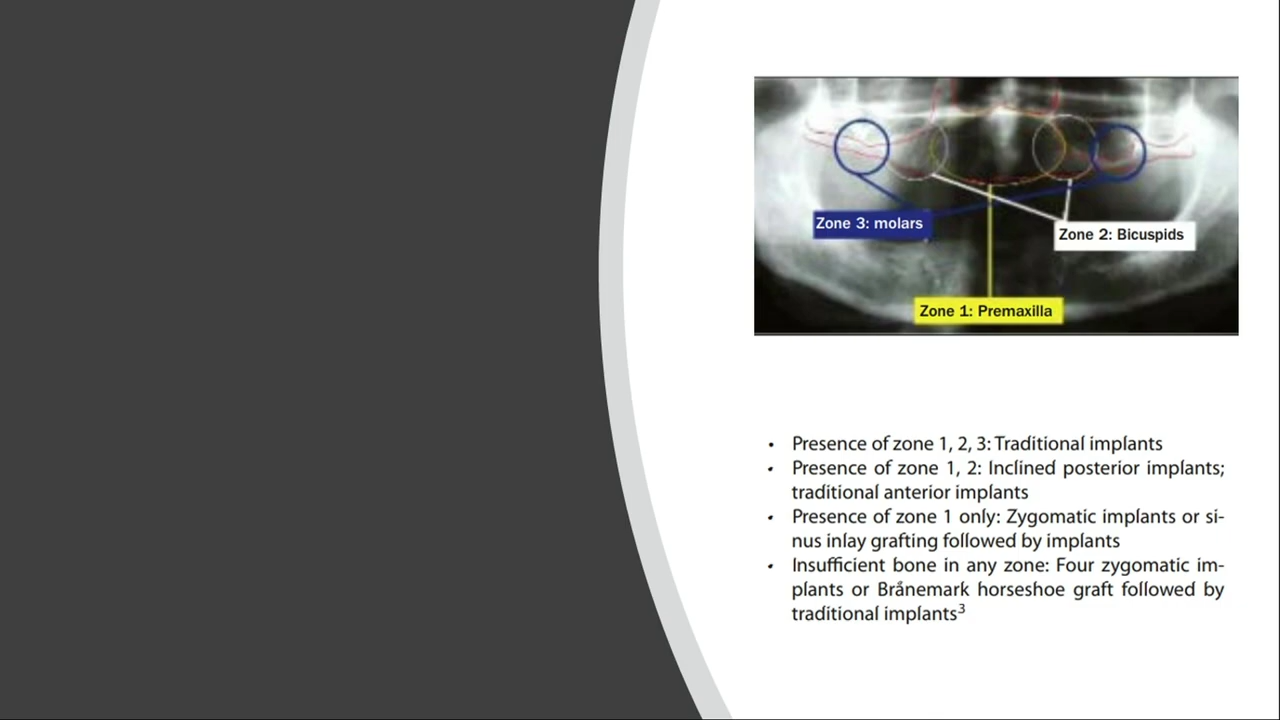 Zone 3: molars
Zone 2: Bicuspids
Zone 1: Premaxilla
• Presence of zone 1, 2, 3: Traditional implants
• Presence of zone 1, 2: Inclined posterior implants;
traditional anterior implants
• Presence of zone 1 only: Zygomatic implants or si-
nus inlay grafting followed by implants
• Insufficient bone in any zone: Four zygomatic im-
plants or Brånemark horseshoe graft followed by
traditional implants³